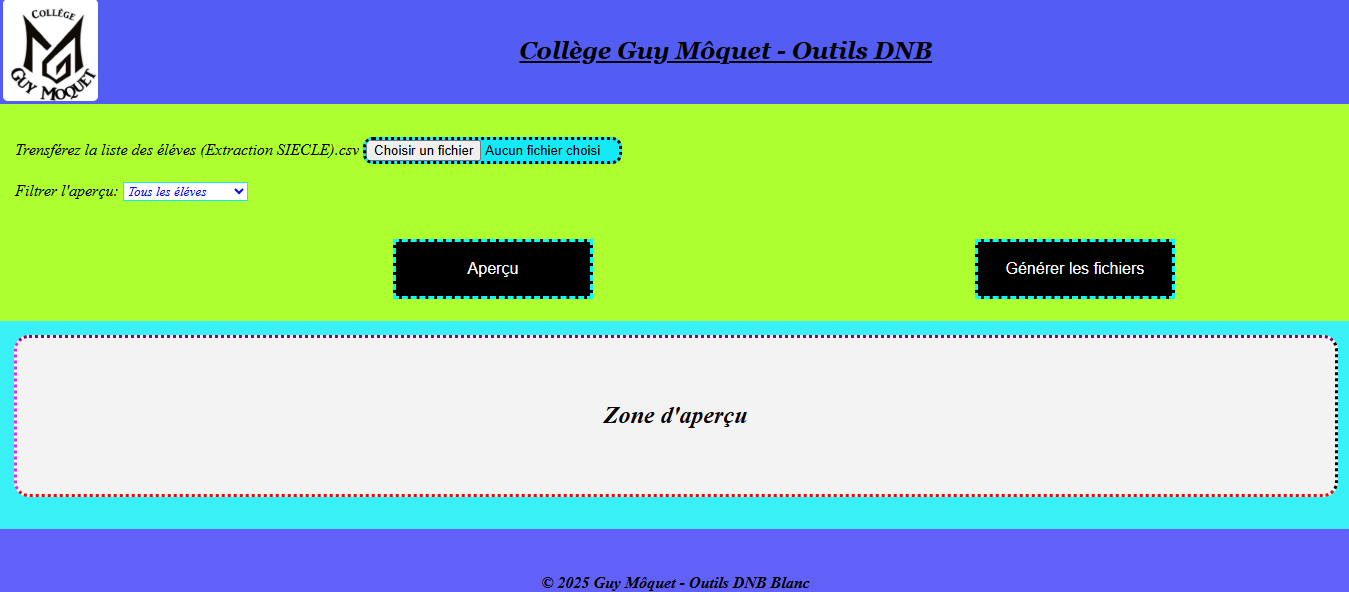 COLLÈGE
GUY MOQUET
Collège Guy Môquet - Outils DNB
Trensférez la liste des éléves (Extraction SIECLE).csv Choisir un fichier Aucun fichier choisi
Filtrer l'aperçu: Tous les éléves
Aperçu
Générer les fichiers
Zone d'aperçu
© 2025 Guy Môquet - Outils DNB Blanc